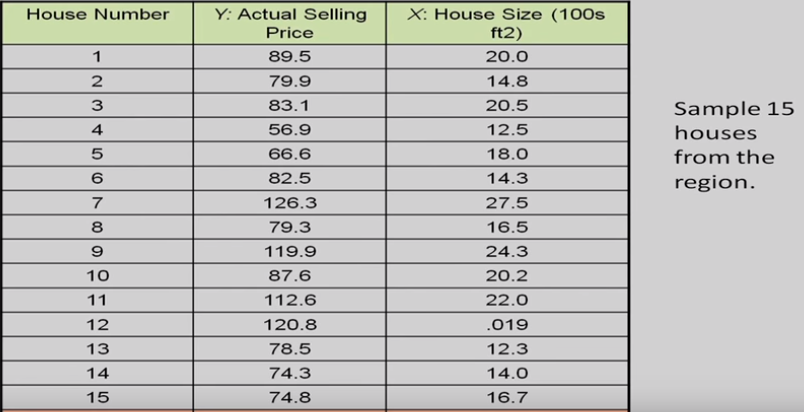 House Number Y: Actual Selling Price X: House Size (100s ft2)
1 89.5 20.0
2 79.9 14.8
3 83.1 20.5
4 56.9 12.5
5 66.6 18.0
6 82.5 14.3
7 126.3 27.5
8 79.3 16.5
9 119.9 24.3
10 87.6 20.2
11 112.6 22.0
12 120.8 .019
13 78.5 12.3
14 74.3 14.0
15 74.8 16.7
Sample 15
houses
from the
region.